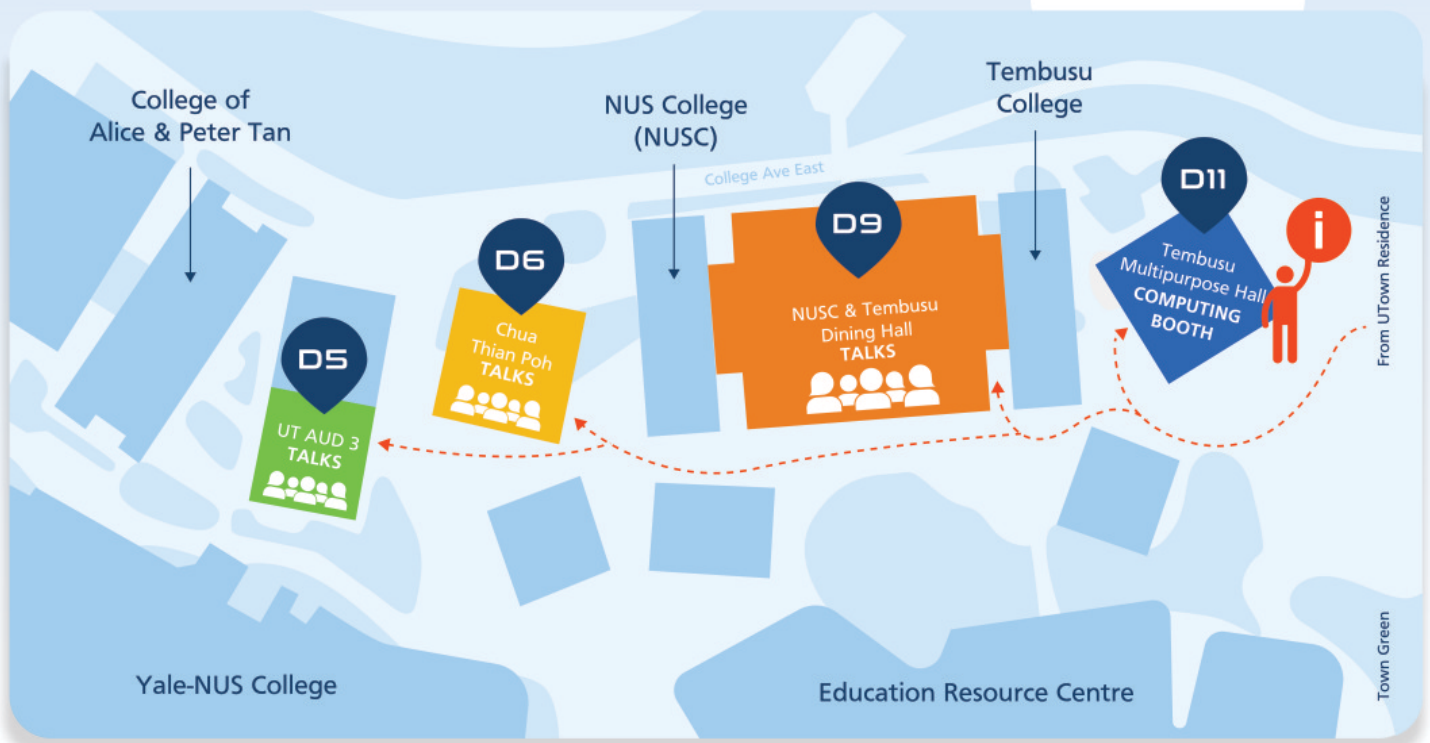 College of
Alice & Peter Tan
NUS College
(NUSC)
Tembusu
College
College Ave East
D11
Tembusu
Multipurpose Hall
COMPUTING
BOOTH
i
From UTown Residence
D9
NUSC & Tembusu
Dining Hall
TALKS
D6
Chua
Thian Poh
TALKS
D5
UT AUD 3
TALKS
Yale-NUS College
Education Resource Centre
Town Green